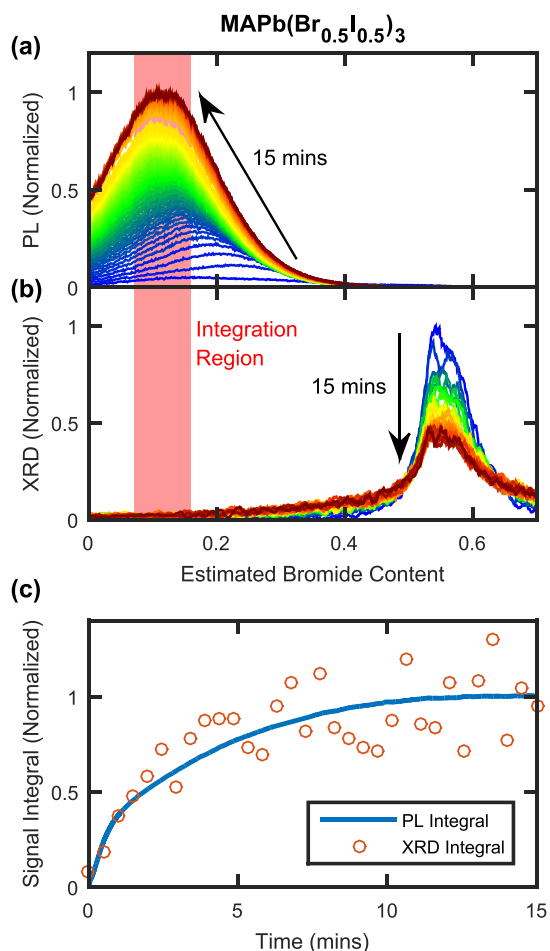 MAPb(Br0.5I0.5)3
(a)
PL (Normalized)
1
0.5
0
15 mins
(b)
XRD (Normalized)
1
0.5
0
Integration
Region
15 mins
0 0.2 0.4 0.6
Estimated Bromide Content
(c)
Signal Integral (Normalized)
1
0.5
0
PL Integral
XRD Integral
0 5 10 15
Time (mins)